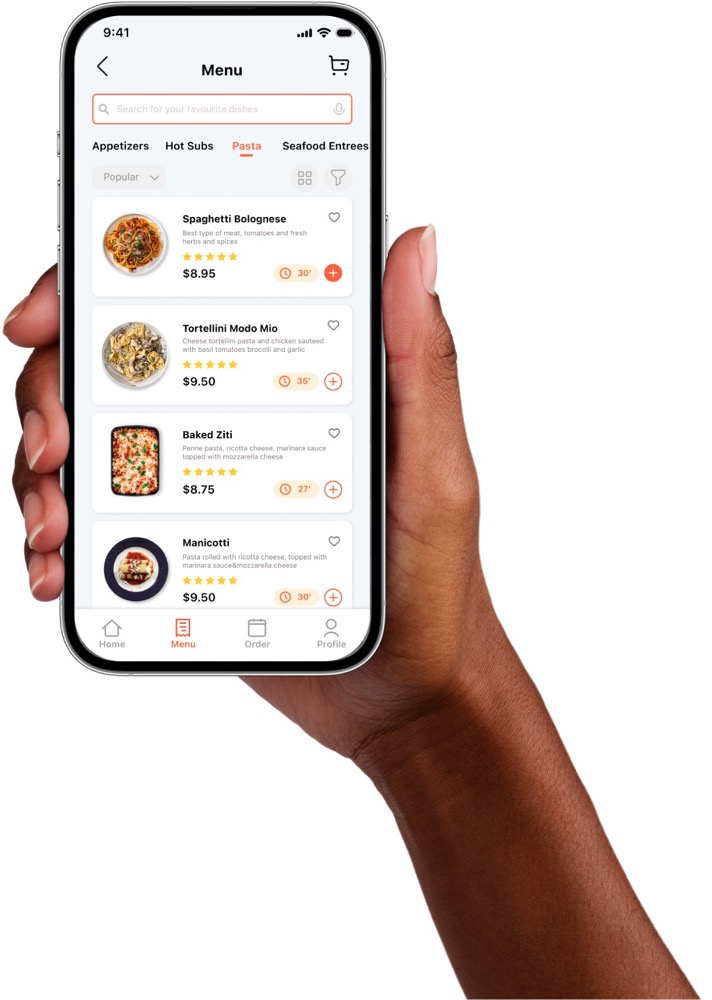 9:41
Menu
Search for your favourite dishes
Appetizers Hot Subs Pasta Seafood Entrees
Popular
Spaghetti Bolognese
Best type of meat, tomatoes and fresh
herbs and spices
$8.95 30'
Tortellini Modo Mio
Cheese tortellini pasta and chicken sauteed
with basil tomatoes brocoll and garlic
$9.50 35'
Baked Ziti
Penne pasta, ricotta cheese, marinara sauce
topped with mozzarella cheese
$8.75 27'
Manicotti
Pasta rolled with ricotta cheese, topped with
marinara sauce&mozzarella cheese
$9.50 30'
Home Menu Order Profile